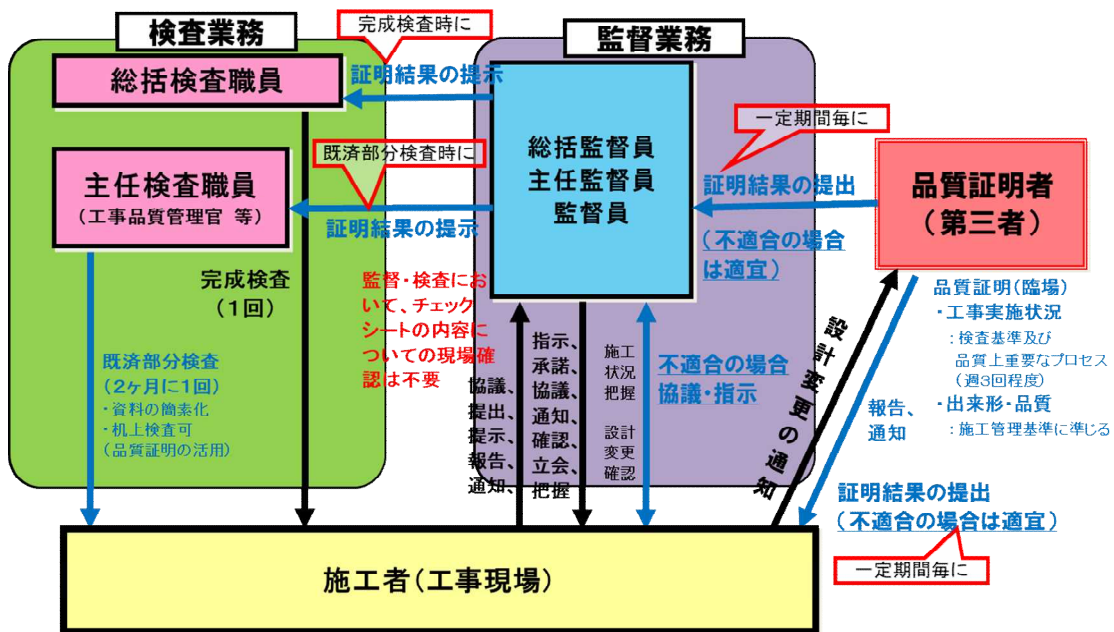 検査業務
完成検査時に
監督業務
総括検査職員
証明結果の提示
既済部分検査時に
主任検査職員
(工事品質管理官 等)
証明結果の提示
総括監督員
主任監督員
監督員
一定期間毎に
証明結果の提出
(不適合の場合
は適宜)
品質証明者
(第三者)
完成検査
(1回)
監督・検査にお
いて、チェック
シートの内容に
ついての現場確
認は不要
既済部分検査
(2ヶ月に1回)
・資料の簡素化
・机上検査可
(品質証明の活用)
協議、
提出、
提示、
報告、
通知、
指示、
承諾、
協議、
通知、
確認、
立会、
把握
施工
状況
把握
設計
変更
確認
不適合の場合
協議・指示
設計変更の通知
品質証明(臨場)
・工事実施状況
：検査基準及び
品質上重要なプロセス
(週3回程度)
・出来形・品質
：施工管理基準に準じる
報告、
通知
証明結果の提出
(不適合の場合は適宜)
一定期間毎に
施工者(工事現場)